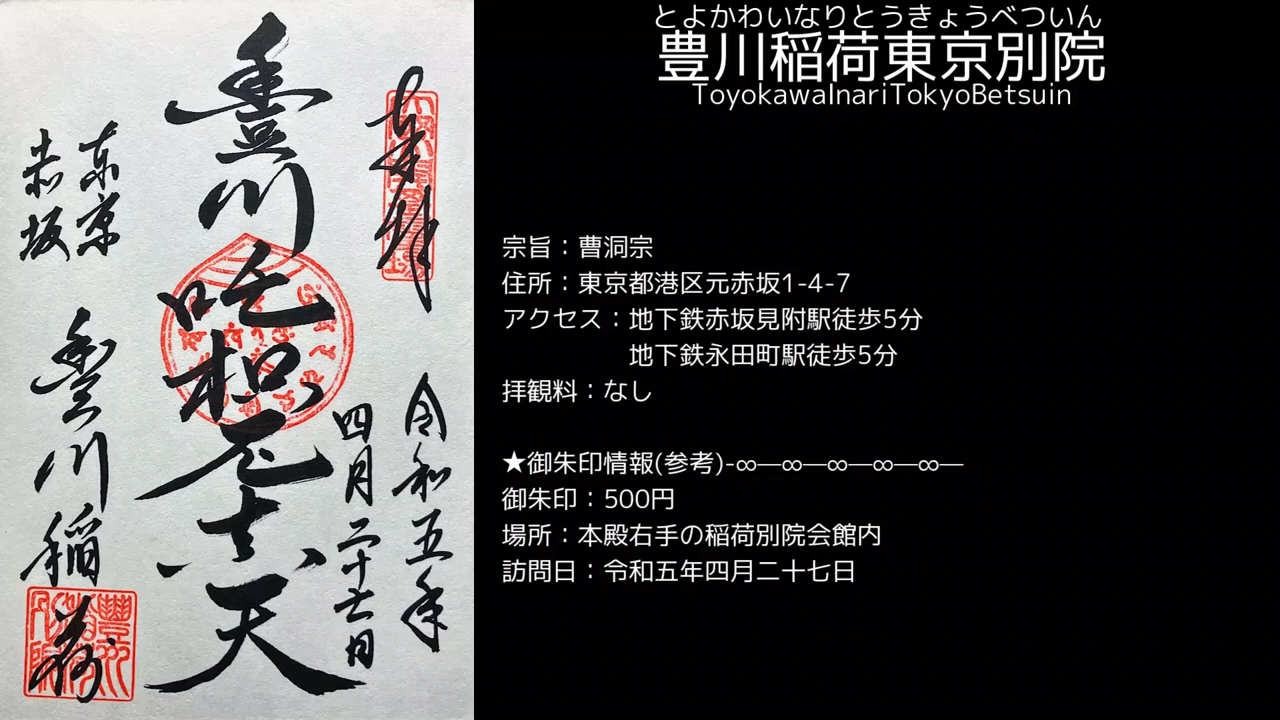 奉拝
令和五年
四月二十七日
豊川吒枳尼真天
東京
赤坂
豊川稲荷
とよかわいなりとうきょうべついん
豊川稲荷東京別院
ToyokawaInariTokyoBetsuin
宗旨：曹洞宗
住所：東京都港区元赤坂1-4-7
アクセス：地下鉄赤坂見附駅徒歩5分
地下鉄永田町駅徒歩5分
拝観料：なし
★御朱印情報(参考)-∞—∞—∞—∞—∞—
御朱印：500円
場所：本殿右手の稲荷別院会館内
訪問日：令和五年四月二十七日